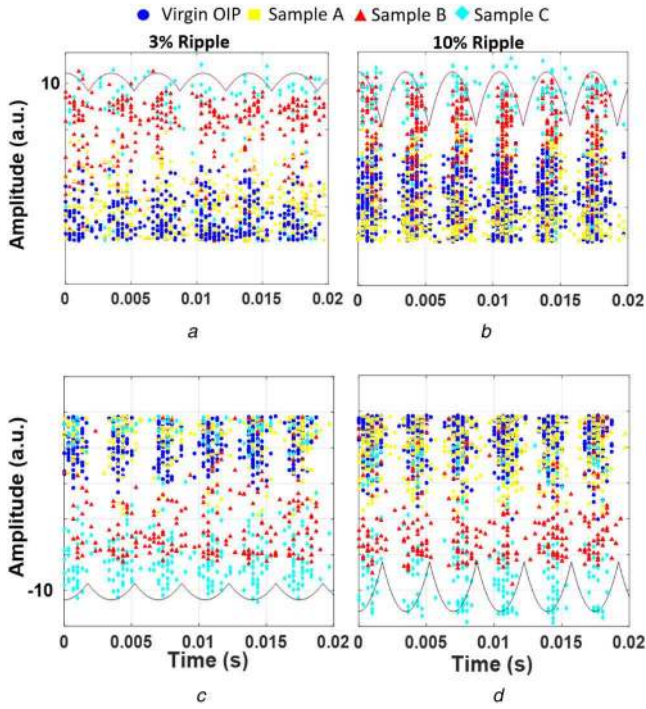 Virgin OIP Sample A Sample B Sample C
3% Ripple 10% Ripple
Amplitude (a.u.)
10
0 0.005 0.01 0.015 0.02
0 0.005 0.01 0.015 0.02
a b
Amplitude (a.u.)
-10
0 0.005 0.01 0.015 0.02
0 0.005 0.01 0.015 0.02
Time (s) Time (s)
c d